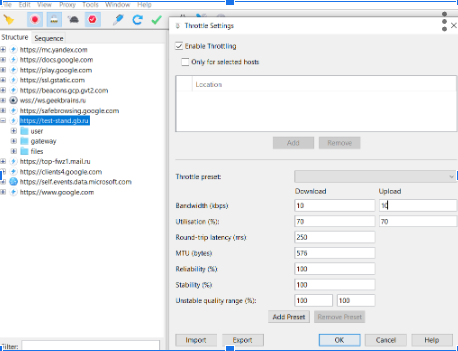 File Edit View Proxy Tools Window Help
Structure Sequence
https://mc.yandex.com
https://docs.google.com
https://play.google.com
https://ssl.gstatic.com
https://beacons.gcp.gvt2.com
wss://ws.geekbrains.ru
https://safebrowsing.google.com
https://test-stand.gb.ru
user
gateway
files
https://top-fwz1.mail.ru
https://clients4.google.com
https://self.events.data.microsoft.com
https://www.google.com
Filter:
Throttle Settings
Enable Throttling
Only for selected hosts
Location
Add Remove
Throttle preset:
Download Upload
Bandwidth (kbps) 10 10
Utilisation (%): 70 70
Round-trip latency (ms) 250
MTU (bytes) 576
Reliability (%) 100
Stability (%) 100
Unstable quality range (%): 100 100
Add Preset Remove Preset
Import Export OK Cancel Help